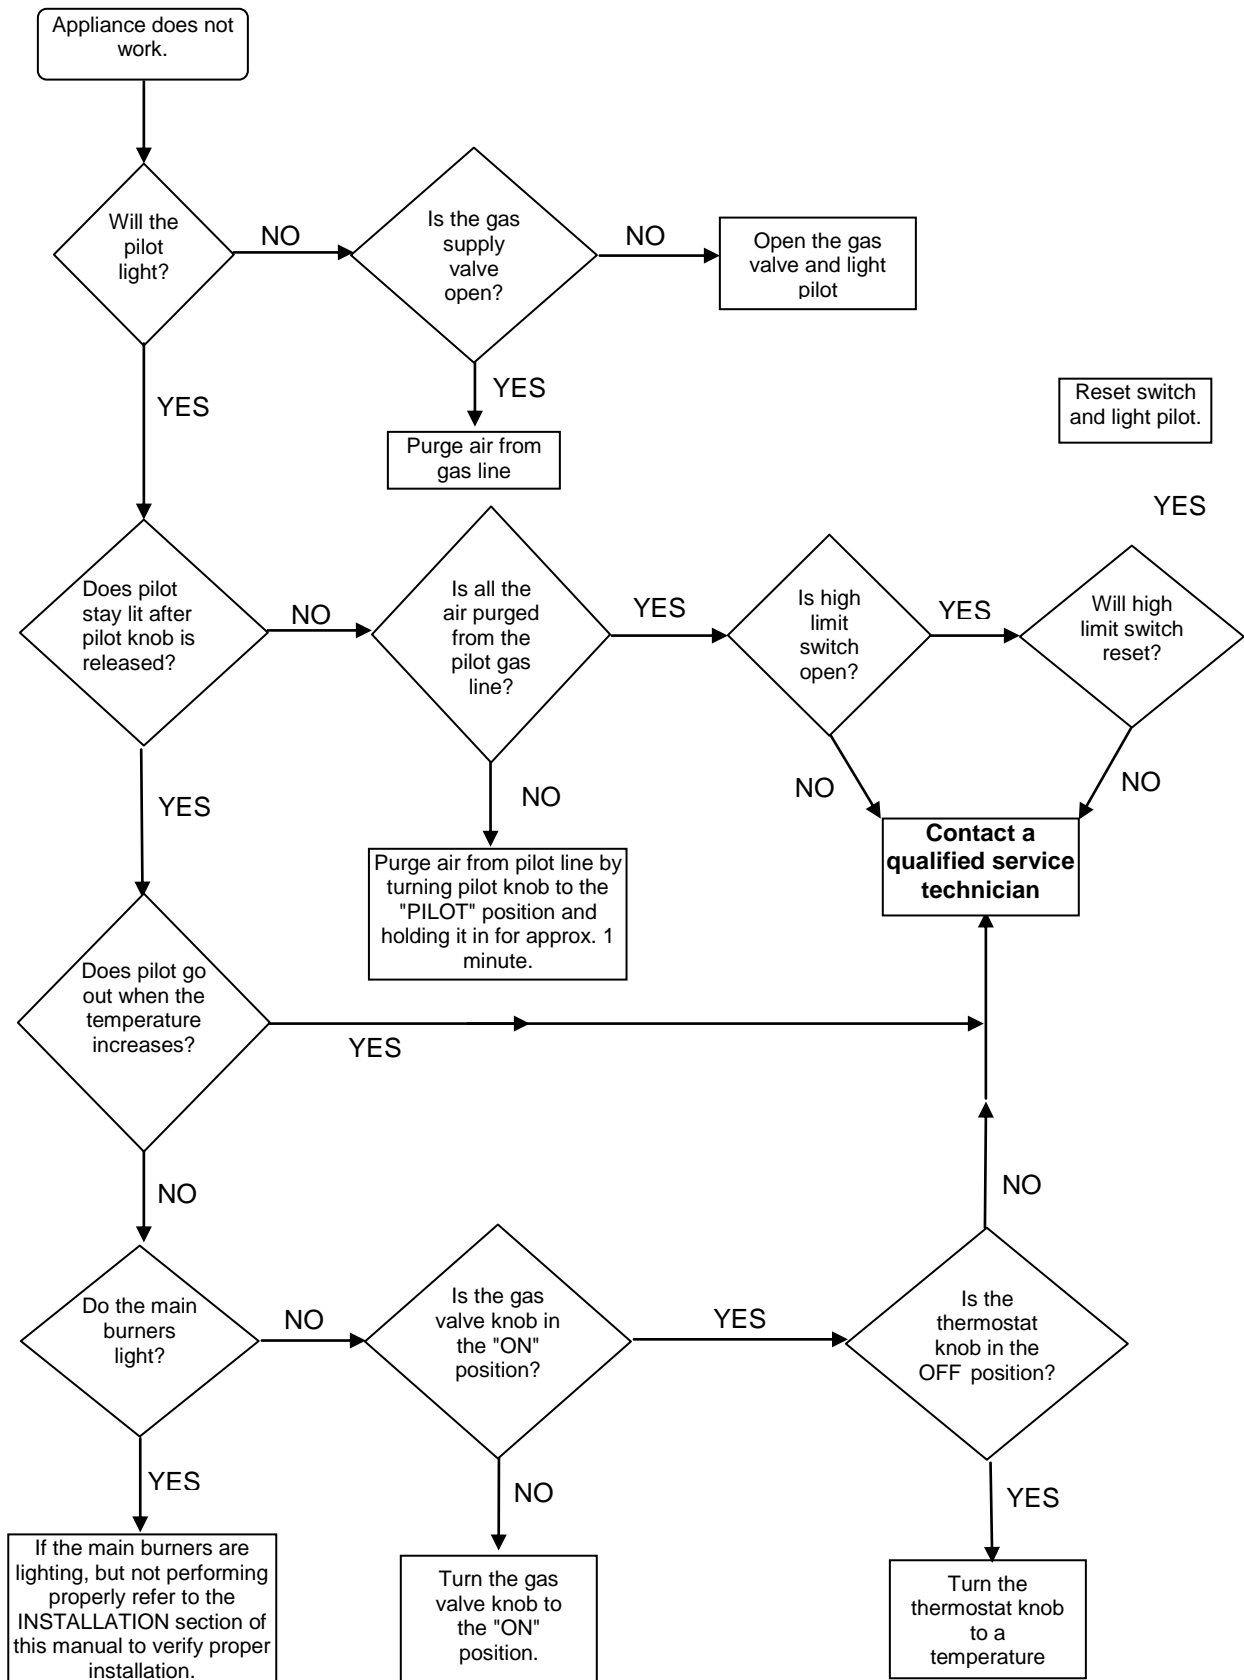 Appliance does not
work.
Will the
pilot
light?
NO
Is the gas
supply
valve
open?
NO
Open the gas
valve and light
pilot
YES
YES
Purge air from
gas line
Reset switch
and light pilot.
YES
Does pilot
stay lit after
pilot knob is
released?
NO
Is all the
air purged
from the
pilot gas
line?
YES
Is high
limit
switch
open?
YES
Will high
limit switch
reset?
YES
NO
NO
NO
Purge air from pilot line by
turning pilot knob to the
"PILOT" position and
holding it in for approx. 1
minute.
Contact a
qualified service
technician
Does pilot go
out when the
temperature
increases?
YES
NO
NO
Do the main
burners
light?
NO
Is the gas
valve knob in
the "ON"
position?
YES
Is the
thermostat
knob in the
OFF position?
YES
NO
YES
If the main burners are
lighting, but not performing
properly refer to the
INSTALLATION section of
this manual to verify proper
installation.
Turn the gas
valve knob to
the "ON"
position.
Turn the
thermostat knob
to a
temperature